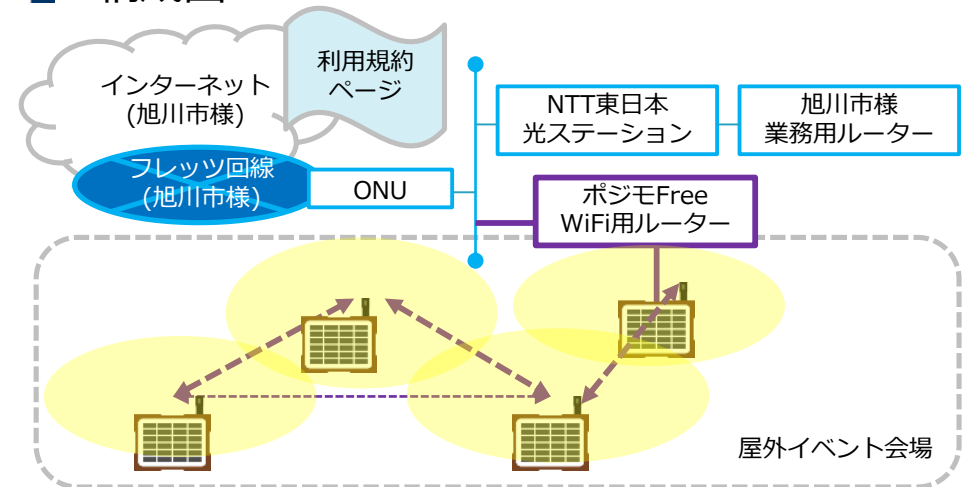 利用規約
ページ
インターネット
(旭川市様)
NTT東日本
光ステーション
旭川市様
業務用ルーター
フレッツ回線
(旭川市様)
ONU
ポジモFree
WiFi用ルーター
屋外イベント会場